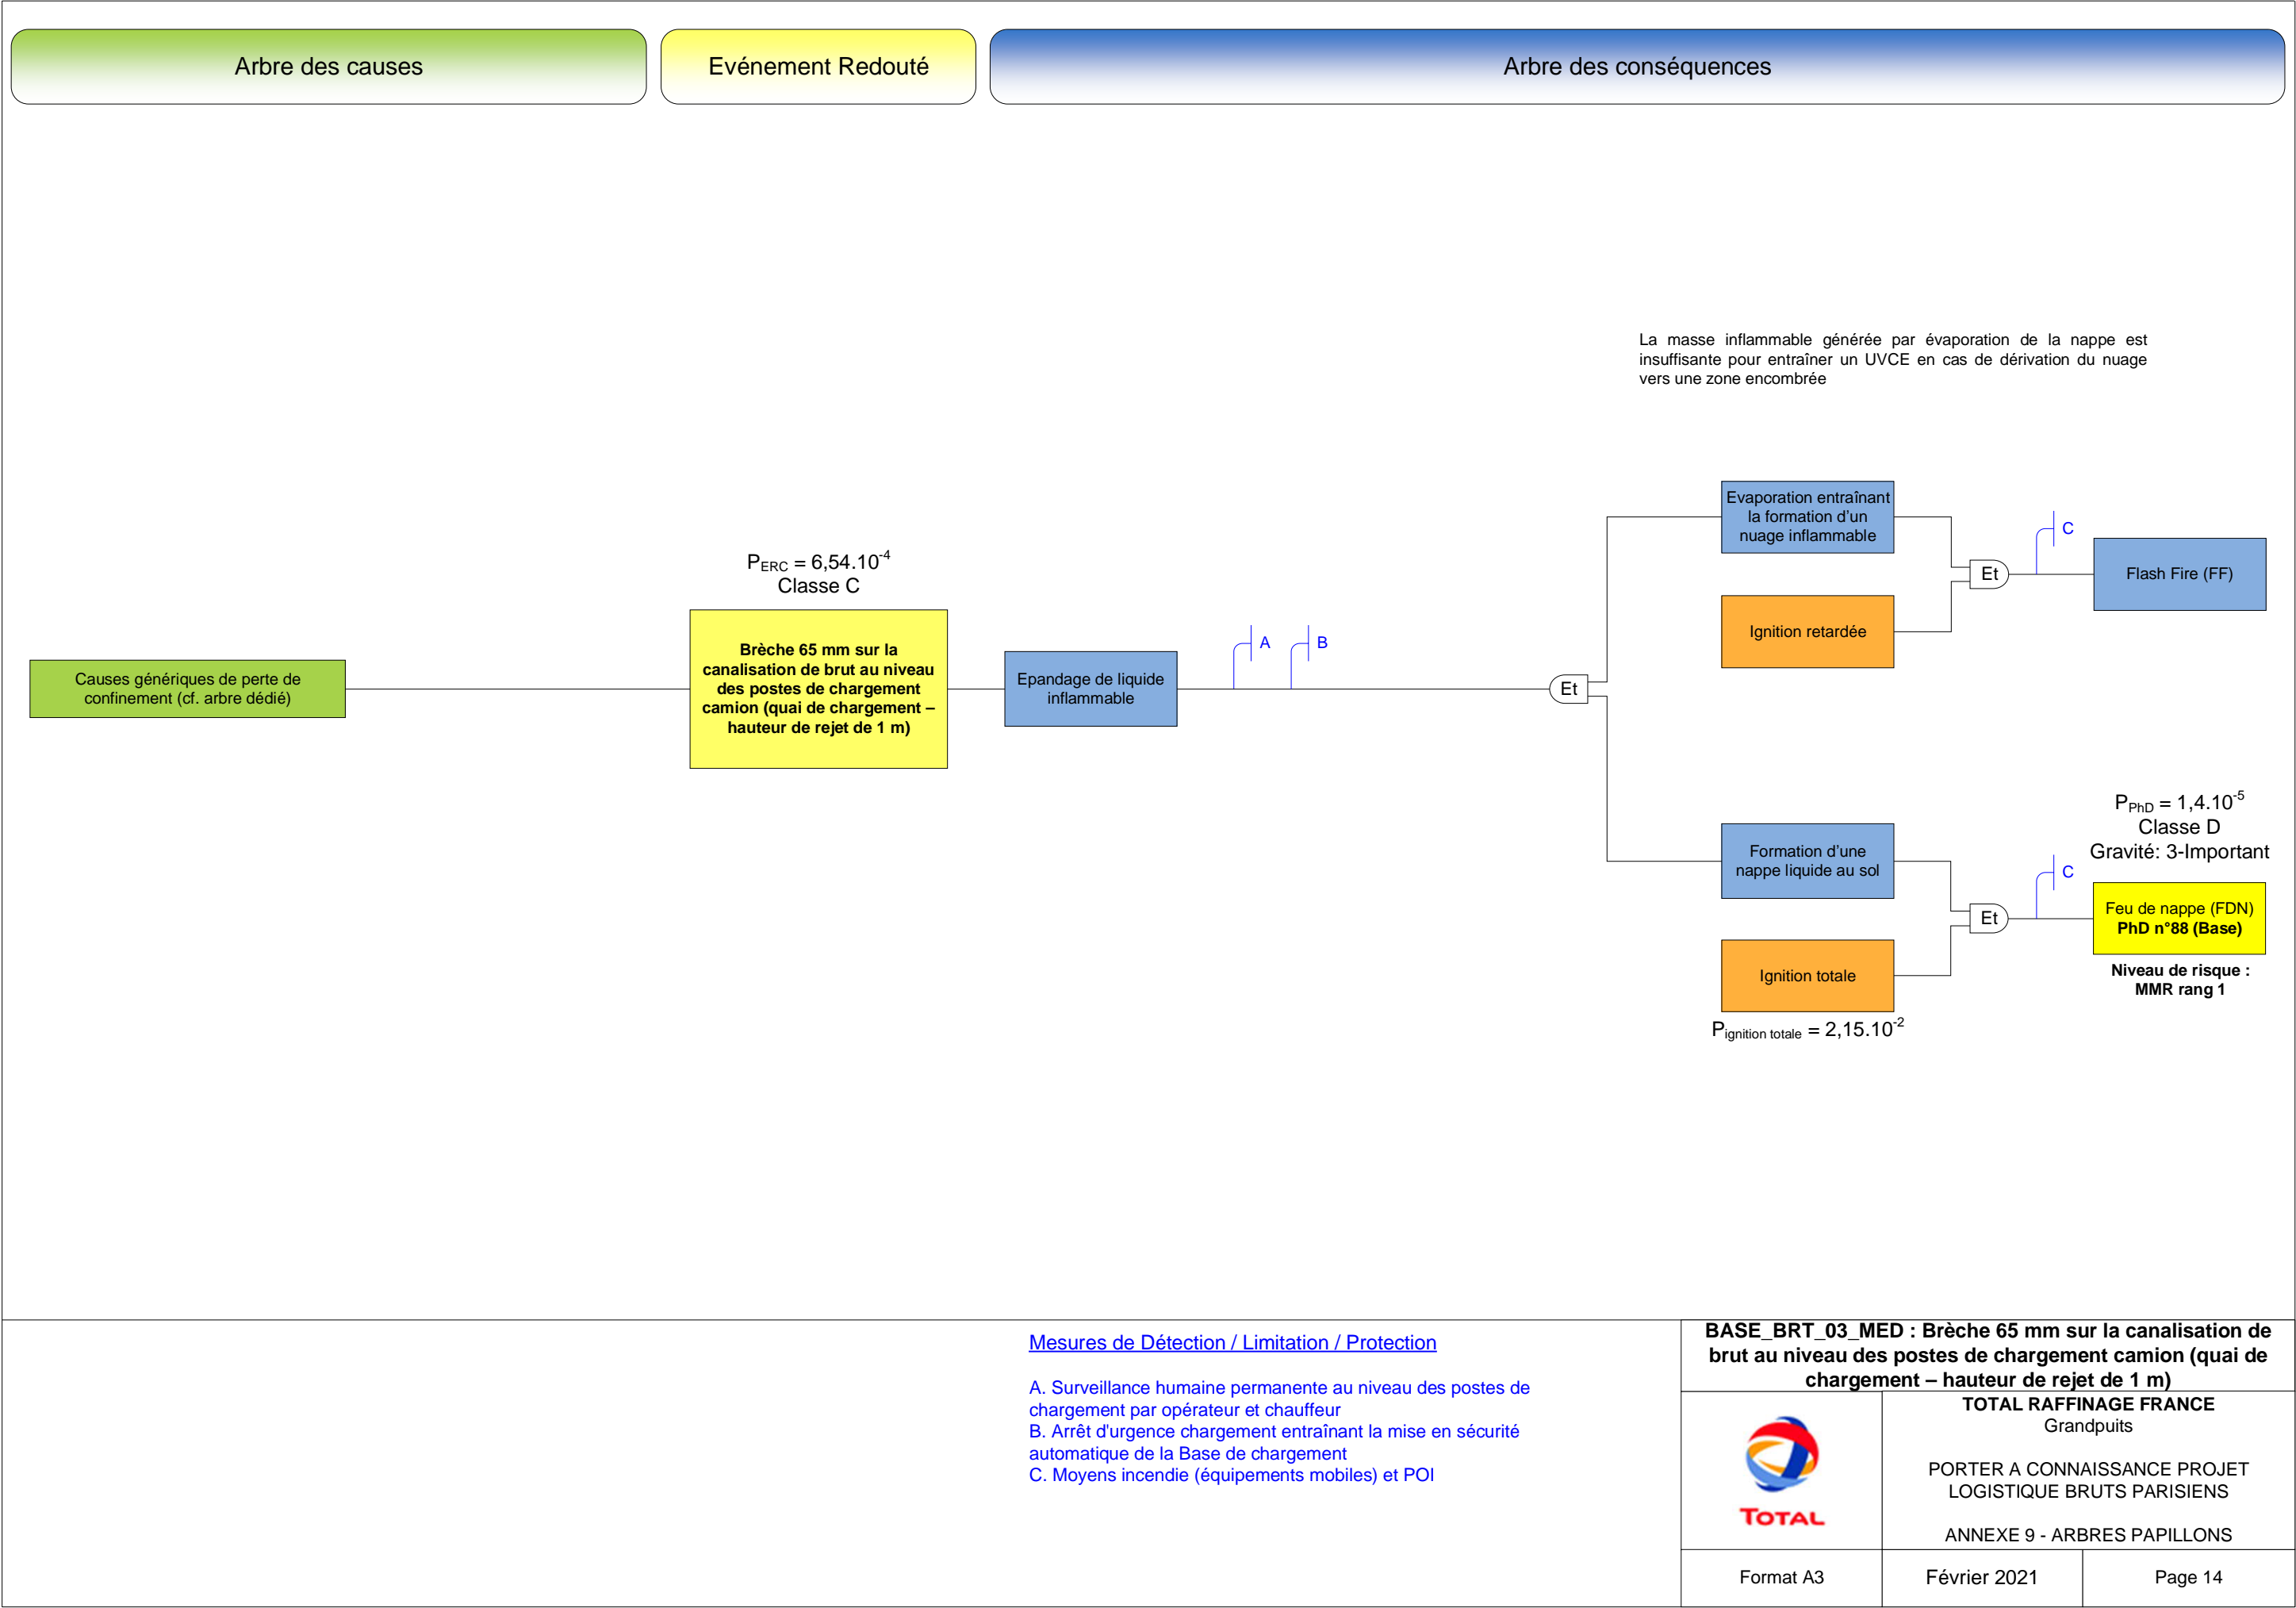 Arbre des causes
Evénement Redouté
Arbre des conséquences
La masse inflammable générée par évaporation de la nappe est
insuffisante pour entraîner un UVCE en cas de dérivation du nuage
vers une zone encombrée
Evaporation entraînant
la formation d'un
nuage inflammable
C
Et
Flash Fire (FF)
Ignition retardée
P_ERC = 6,54.10^-4
Classe C
Brèche 65 mm sur la
canalisation de brut au niveau
des postes de chargement
camion (quai de chargement –
hauteur de rejet de 1 m)
Causes génériques de perte de
confinement (cf. arbre dédié)
Epandage de liquide
inflammable
A
B
Et
P_PhD = 1,4.10^-5
Classe D
Gravité: 3-Important
Formation d'une
nappe liquide au sol
C
Et
Feu de nappe (FDN)
PhD n°88 (Base)
Ignition totale
Niveau de risque :
MMR rang 1
P_ignition totale = 2,15.10^-2
Mesures de Détection / Limitation / Protection
A. Surveillance humaine permanente au niveau des postes de
chargement par opérateur et chauffeur
B. Arrêt d'urgence chargement entraînant la mise en sécurité
automatique de la Base de chargement
C. Moyens incendie (équipements mobiles) et POI
BASE_BRT_03_MED : Brèche 65 mm sur la canalisation de
brut au niveau des postes de chargement camion (quai de
chargement – hauteur de rejet de 1 m)
TOTAL
TOTAL RAFFINAGE FRANCE
Grandpuits
PORTER A CONNAISSANCE PROJET
LOGISTIQUE BRUTS PARISIENS
ANNEXE 9 - ARBRES PAPILLONS
Format A3
Février 2021
Page 14